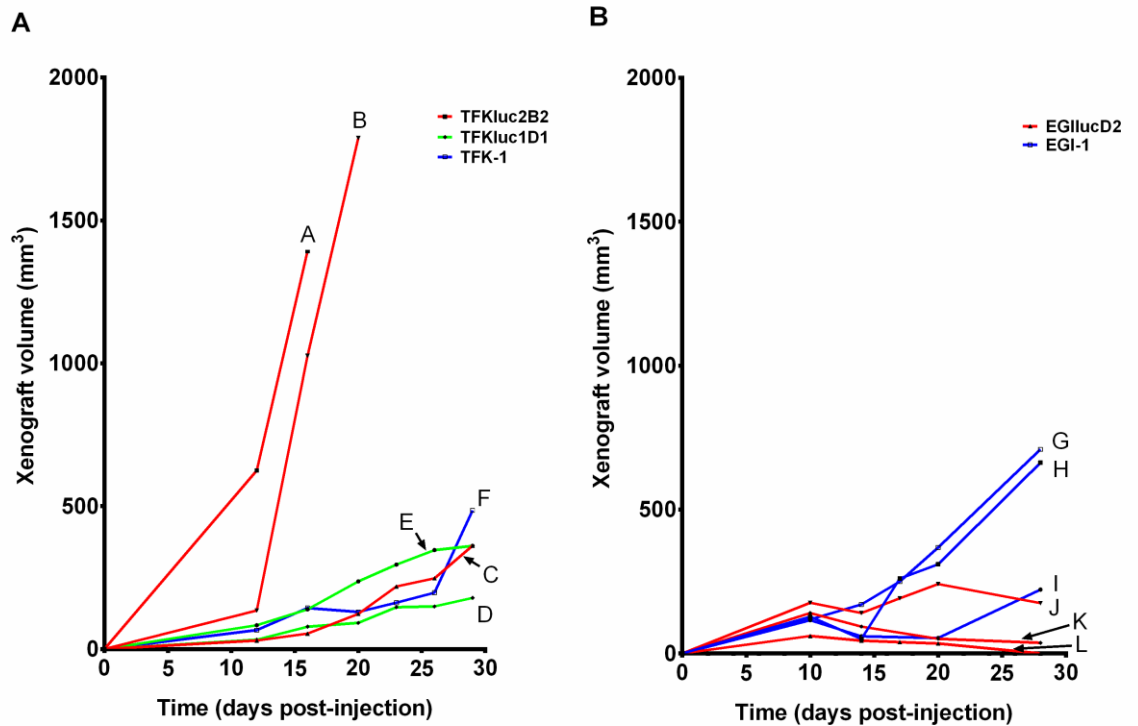 A
B
2000
1500
1000
500
0
Xenograft volume (mm³)
0 5 10 15 20 25 30
Time (days post-injection)
TFKluc2B2
TFKluc1D1
TFK-1
A
B
F
E
C
D
2000
1500
1000
500
0
Xenograft volume (mm³)
0 5 10 15 20 25 30
Time (days post-injection)
EGIlucD2
EGI-1
G
H
I
J
K
L